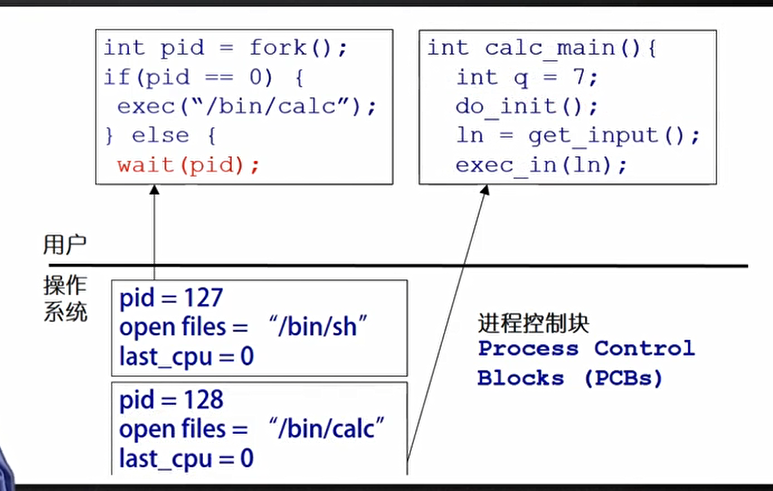 int pid = fork();
if(pid == 0) {
exec(“/bin/calc”);
} else {
wait(pid);
int calc_main(){
int q = 7;
do_init();
ln = get_input();
exec_in(ln);
用户
操作
系统
pid = 127
open files = “/bin/sh”
last_cpu = 0
pid = 128
open files = “/bin/calc”
last_cpu = 0
进程控制块
Process Control
Blocks (PCBs)